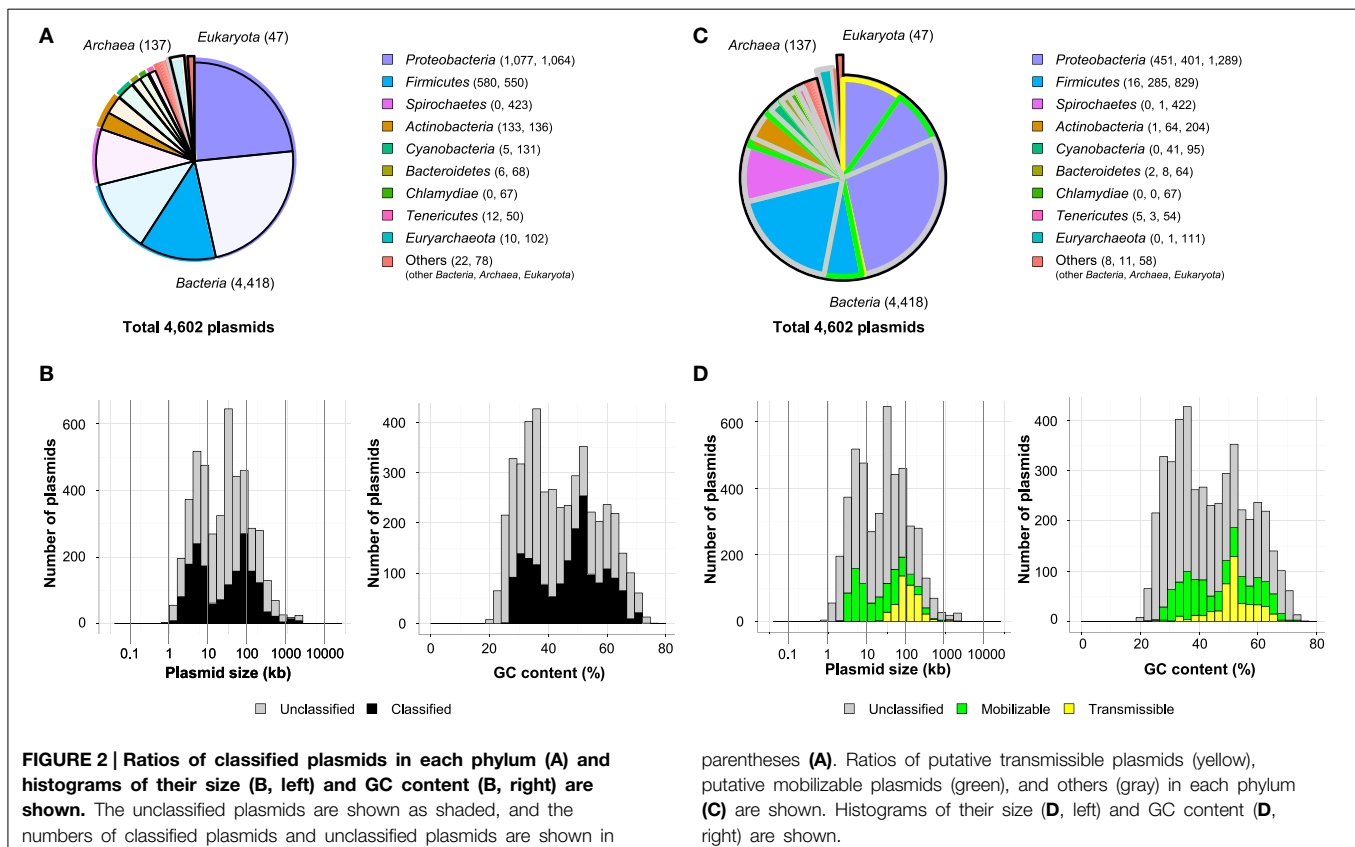 A
Archaea (137)
Eukaryota (47)
Proteobacteria (1,077, 1,064)
Firmicutes (580, 550)
Spirochaetes (0, 423)
Actinobacteria (133, 136)
Cyanobacteria (5, 131)
Bacteroidetes (6, 68)
Chlamydiae (0, 67)
Tenericutes (12, 50)
Euryarchaeota (10, 102)
Others (22, 78)
(other Bacteria, Archaea, Eukaryota)
Bacteria (4,418)
Total 4,602 plasmids
B
Number of plasmids
600
400
200
0
0.1 1 10 100 1000 10000
Plasmid size (kb)
Number of plasmids
400
300
200
100
0
0 20 40 60 80
GC content (%)
Unclassified Classified
C
Archaea (137)
Eukaryota (47)
Proteobacteria (451, 401, 1,289)
Firmicutes (16, 285, 829)
Spirochaetes (0, 1, 422)
Actinobacteria (1, 64, 204)
Cyanobacteria (0, 41, 95)
Bacteroidetes (2, 8, 64)
Chlamydiae (0, 0, 67)
Tenericutes (5, 3, 54)
Euryarchaeota (0, 1, 111)
Others (8, 11, 58)
(other Bacteria, Archaea, Eukaryota)
Bacteria (4,418)
Total 4,602 plasmids
D
Number of plasmids
600
400
200
0
0.1 1 10 100 1000 10000
Plasmid size (kb)
Number of plasmids
400
300
200
100
0
0 20 40 60 80
GC content (%)
Unclassified Mobilizable Transmissible
FIGURE 2 | Ratios of classified plasmids in each phylum (A) and
histograms of their size (B, left) and GC content (B, right) are
shown. The unclassified plasmids are shown as shaded, and the
numbers of classified plasmids and unclassified plasmids are shown in
parentheses (A). Ratios of putative transmissible plasmids (yellow),
putative mobilizable plasmids (green), and others (gray) in each phylum
(C) are shown. Histograms of their size (D, left) and GC content (D,
right) are shown.